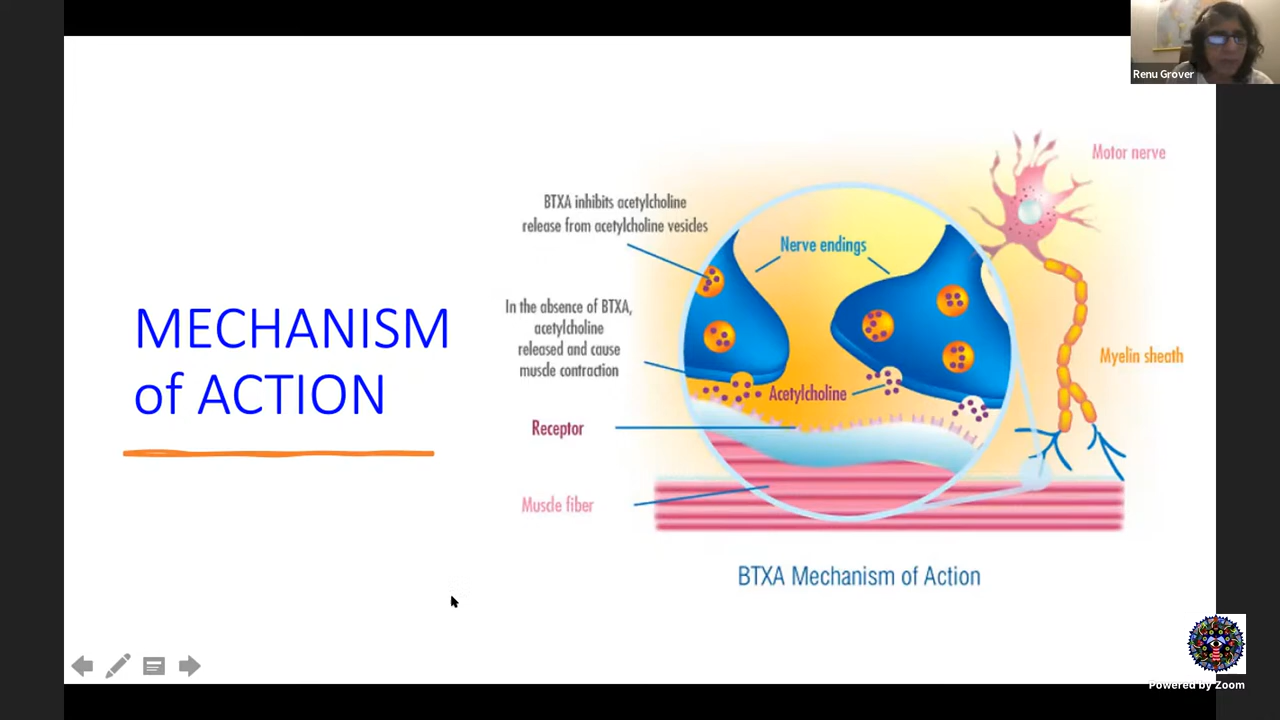 Renu Grover
MECHANISM
of ACTION
BTXA inhibits acetylcholine
release from acetylcholine vesicles
In the absence of BTXA,
acetylcholine
released and cause
muscle contraction
Receptor
Muscle fiber
Nerve endings
Acetylcholine
Motor nerve
Myelin sheath
BTXA Mechanism of Action
Powered by Zoom